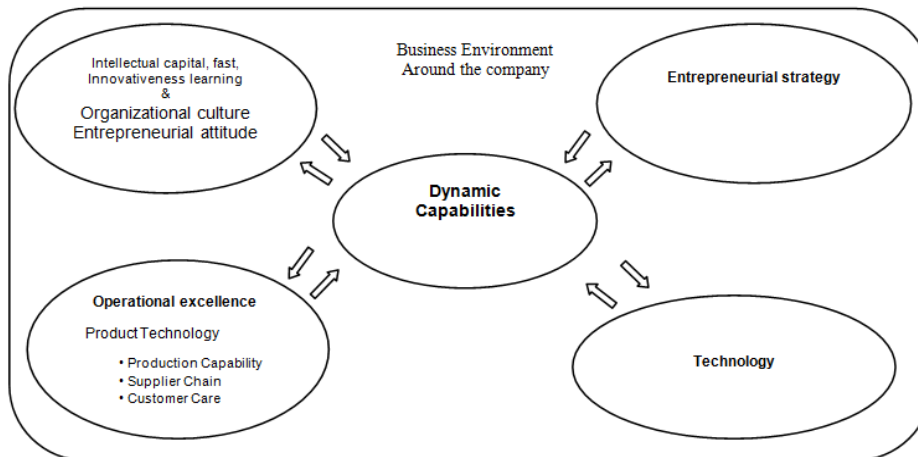 Intellectual capital, fast,
Innovativeness learning
&
Organizational culture
Entrepreneurial attitude
Business Environment
Around the company
Entrepreneurial strategy
Dynamic
Capabilities
Operational excellence
Product Technology
• Production Capability
• Supplier Chain
• Customer Care
Technology